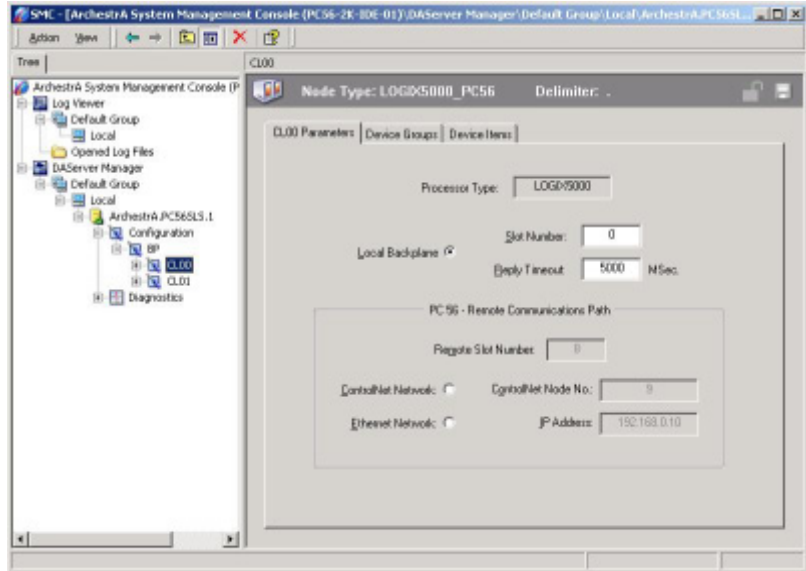 SMC - [ArchestrA System Management Console (PC56-2K-IDE-01)\DAServer Manager\Default Group\Local\ArchestrA.PC56SL...
Action View
Tree
CL00
ArchestrA System Management Console (P
Log Viewer
Default Group
Local
Opened Log Files
DAServer Manager
Default Group
Local
ArchestrA.PC56SLS.1
Configuration
BP
CL00
CL01
Diagnostics
Node Type: LOGIX5000_PC56 Delimiter: .
CL00 Parameters Device Groups Device Items
Processor Type: LOGIX5000
Local Backplane
Slot Number: 0
Reply Timeout: 5000 MSec.
PC56 - Remote Communications Path
Remote Slot Number: 0
ControlNet Network: ControlNet Node No.: 9
Ethernet Network: IP Address: 192.168.0.10